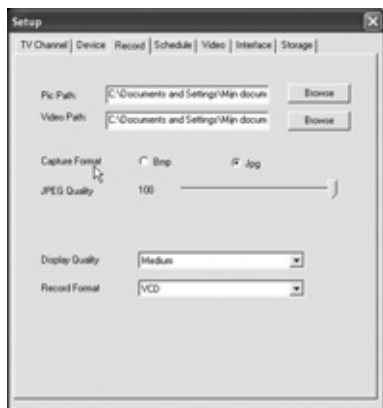 Setup
TV Channel Device Record Schedule Video Interface Storage
Pic Path: C:\Documents and Settings\Mijn docum Browse
Video Path: C:\Documents and Settings\Mijn docum Browse
Capture Format Bmp Jpg
JPEG Quality 100
Display Quality Medium
Record Format VCD